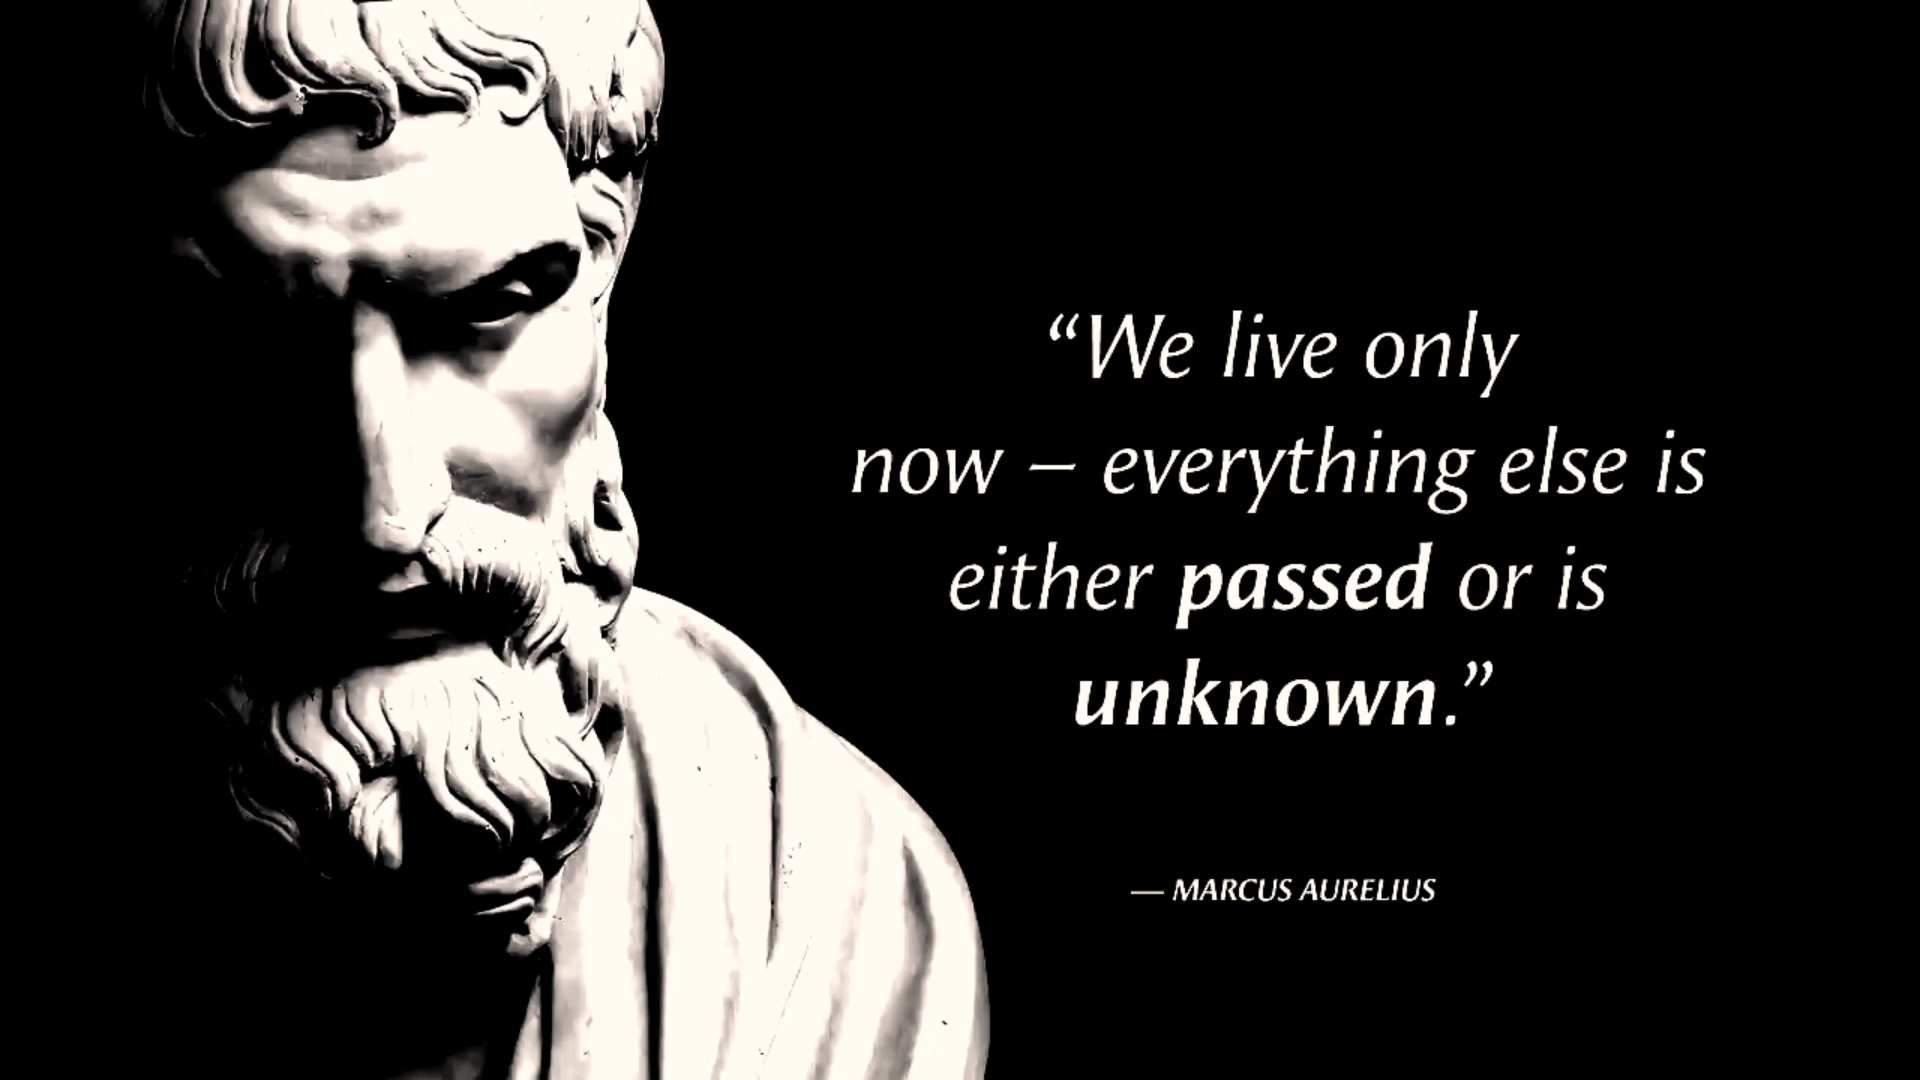 “We live only
now – everything else is
either passed or is
unknown.”
— MARCUS AURELIUS